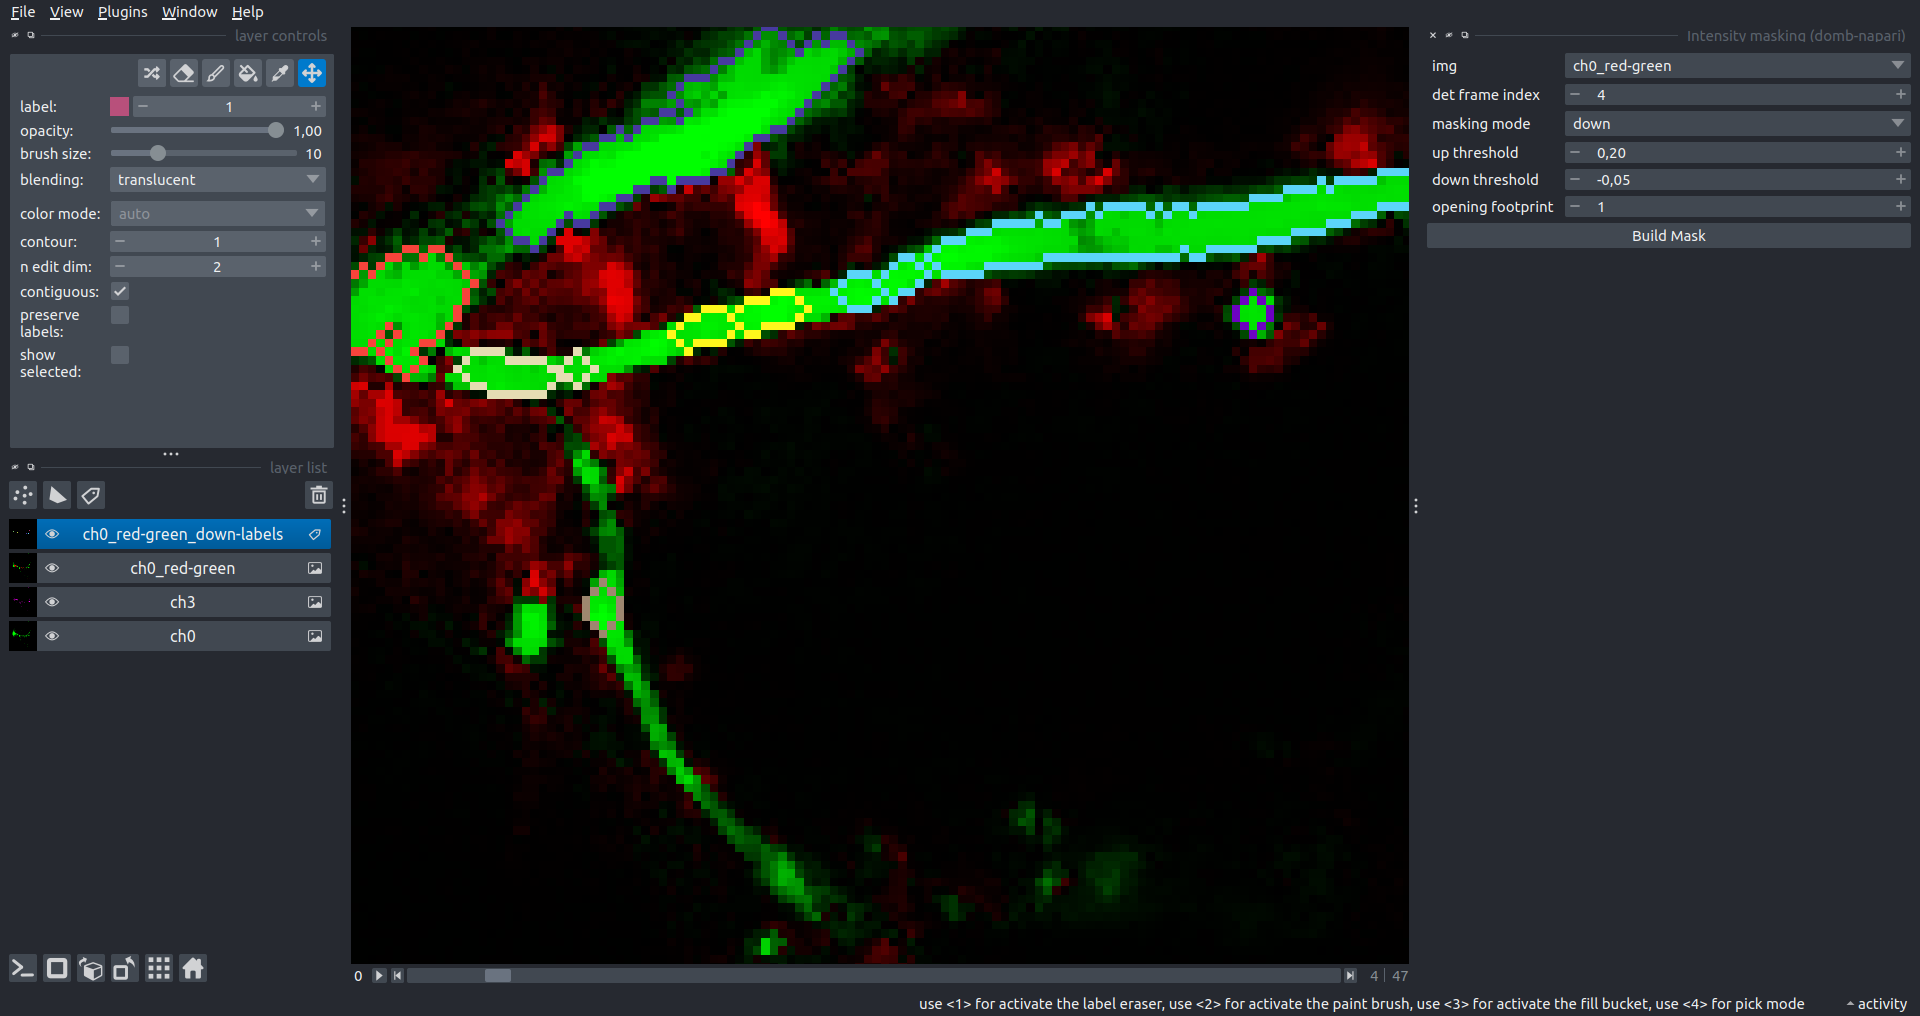 File View Plugins Window Help
layer controls
label: 1
opacity: 1,00
brush size: 10
blending: translucent
color mode: auto
contour: 1
n edit dim: 2
contiguous:
preserve
labels:
show
selected:
layer list
ch0_red-green_down-labels
ch0_red-green
ch3
ch0
0
4 | 47
Intensity masking (domb-napari)
img ch0_red-green
det frame index 4
masking mode down
up threshold 0,20
down threshold -0,05
opening footprint 1
Build Mask
use <1> for activate the label eraser, use <2> for activate the paint brush, use <3> for activate the fill bucket, use <4> for pick mode
activity